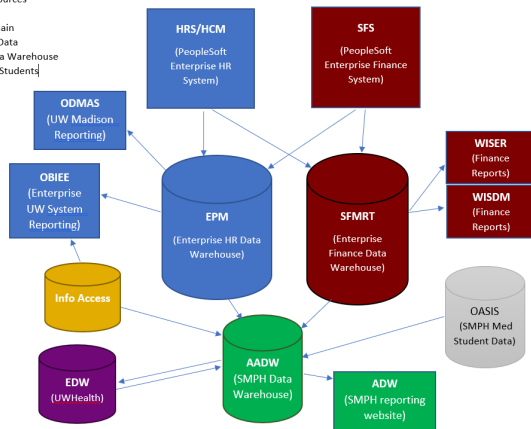 ources
ain
Data
a Warehouse
Students
HRS/HCM
(PeopleSoft
Enterprise HR
System)
SFS
(PeopleSoft
Enterprise Finance
System)
ODMAS
(UW Madison
Reporting)
WISER
(Finance
Reports)
OBIEE
(Enterprise
UW System
Reporting)
EPM
(Enterprise HR Data
Warehouse)
SFMRT
(Enterprise
Finance Data
Warehouse)
WISDM
(Finance
Reports)
Info Access
OASIS
(SMPH Med
Student Data)
EDW
(UWHealth)
AADW
(SMPH Data
Warehouse)
ADW
(SMPH reporting
website)